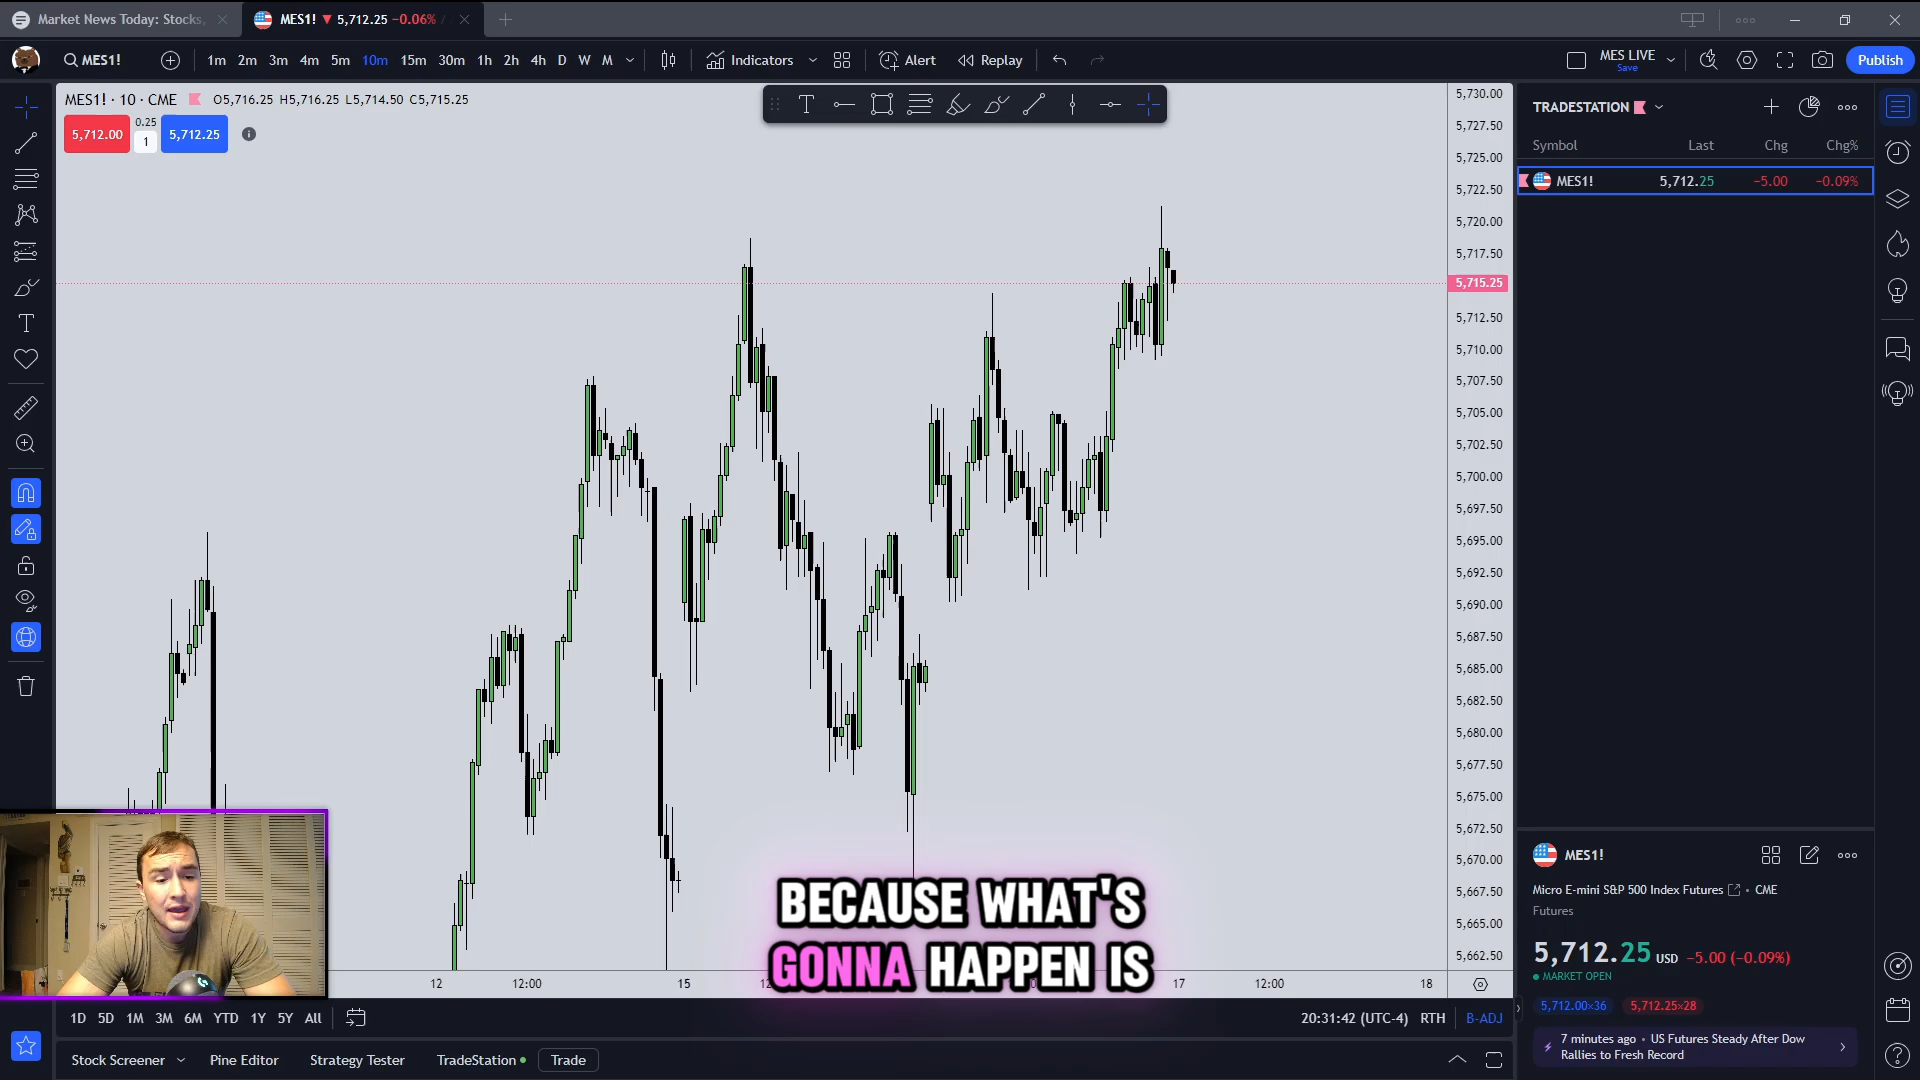 Market News Today: Stocks,
MES1! ▼ 5,712.25 −0.06% /
MES1!
1m 2m 3m 4m 5m 10m 15m 30m 1h 2h 4h D W M
Indicators
Alert
Replay
MES LIVE
Save
Publish
MES1! · 10 · CME O5,716.25 H5,716.25 L5,714.50 C5,715.25
5,712.00
0.25
1
5,712.25
5,730.00
5,727.50
5,725.00
5,722.50
5,720.00
5,717.50
5,715.25
5,712.50
5,710.00
5,707.50
5,705.00
5,702.50
5,700.00
5,697.50
5,695.00
5,692.50
5,690.00
5,687.50
5,685.00
5,682.50
5,680.00
5,677.50
5,675.00
5,672.50
5,670.00
5,667.50
5,665.00
5,662.50
TRADESTATION
Symbol Last Chg Chg%
MES1! 5,712.25 −5.00 −0.09%
BECAUSE WHAT'S
GONNA HAPPEN IS
12 12:00 15 17 12:00 18
MES1!
Micro E-mini S&P 500 Index Futures • CME
Futures
5,712.25 USD −5.00 (−0.09%)
MARKET OPEN
5,712.00×36 5,712.25×28
7 minutes ago • US Futures Steady After Dow
Rallies to Fresh Record
1D 5D 1M 3M 6M YTD 1Y 5Y All
20:31:42 (UTC-4) RTH B-ADJ
Stock Screener Pine Editor Strategy Tester TradeStation Trade